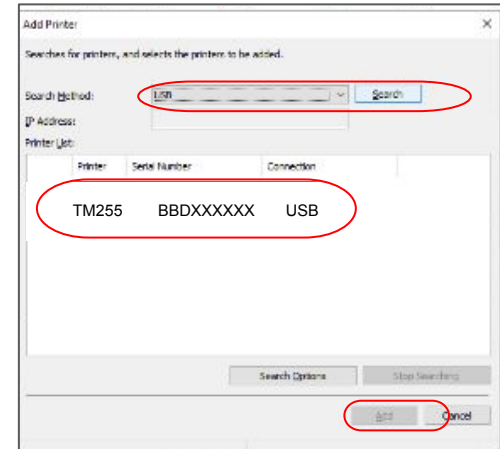 Add Printer
Searches for printers, and selects the printers to be added.
Search Method: USB Search
IP Address:
Printer List:
Printer Serial Number Connection
TM255 BBDXXXXXX USB
Search Options Stop Searching
Add Cancel